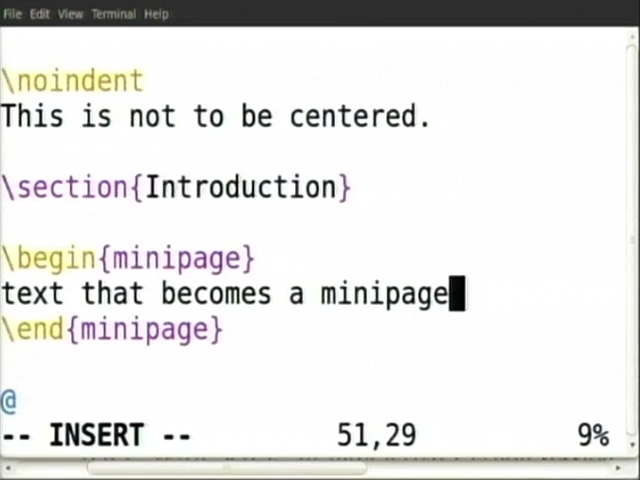 File Edit View Terminal Help
\noindent
This is not to be centered.
\section{Introduction}
\begin{minipage}
text that becomes a minipage
\end{minipage}
@
-- INSERT -- 51,29 9%